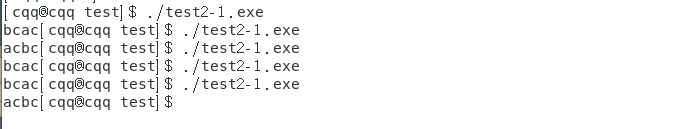 [cqq@cqq test]$ ./test2-1.exe
bcac[cqq@cqq test]$ ./test2-1.exe
acbc[cqq@cqq test]$ ./test2-1.exe
bcac[cqq@cqq test]$ ./test2-1.exe
bcac[cqq@cqq test]$ ./test2-1.exe
acbc[cqq@cqq test]$